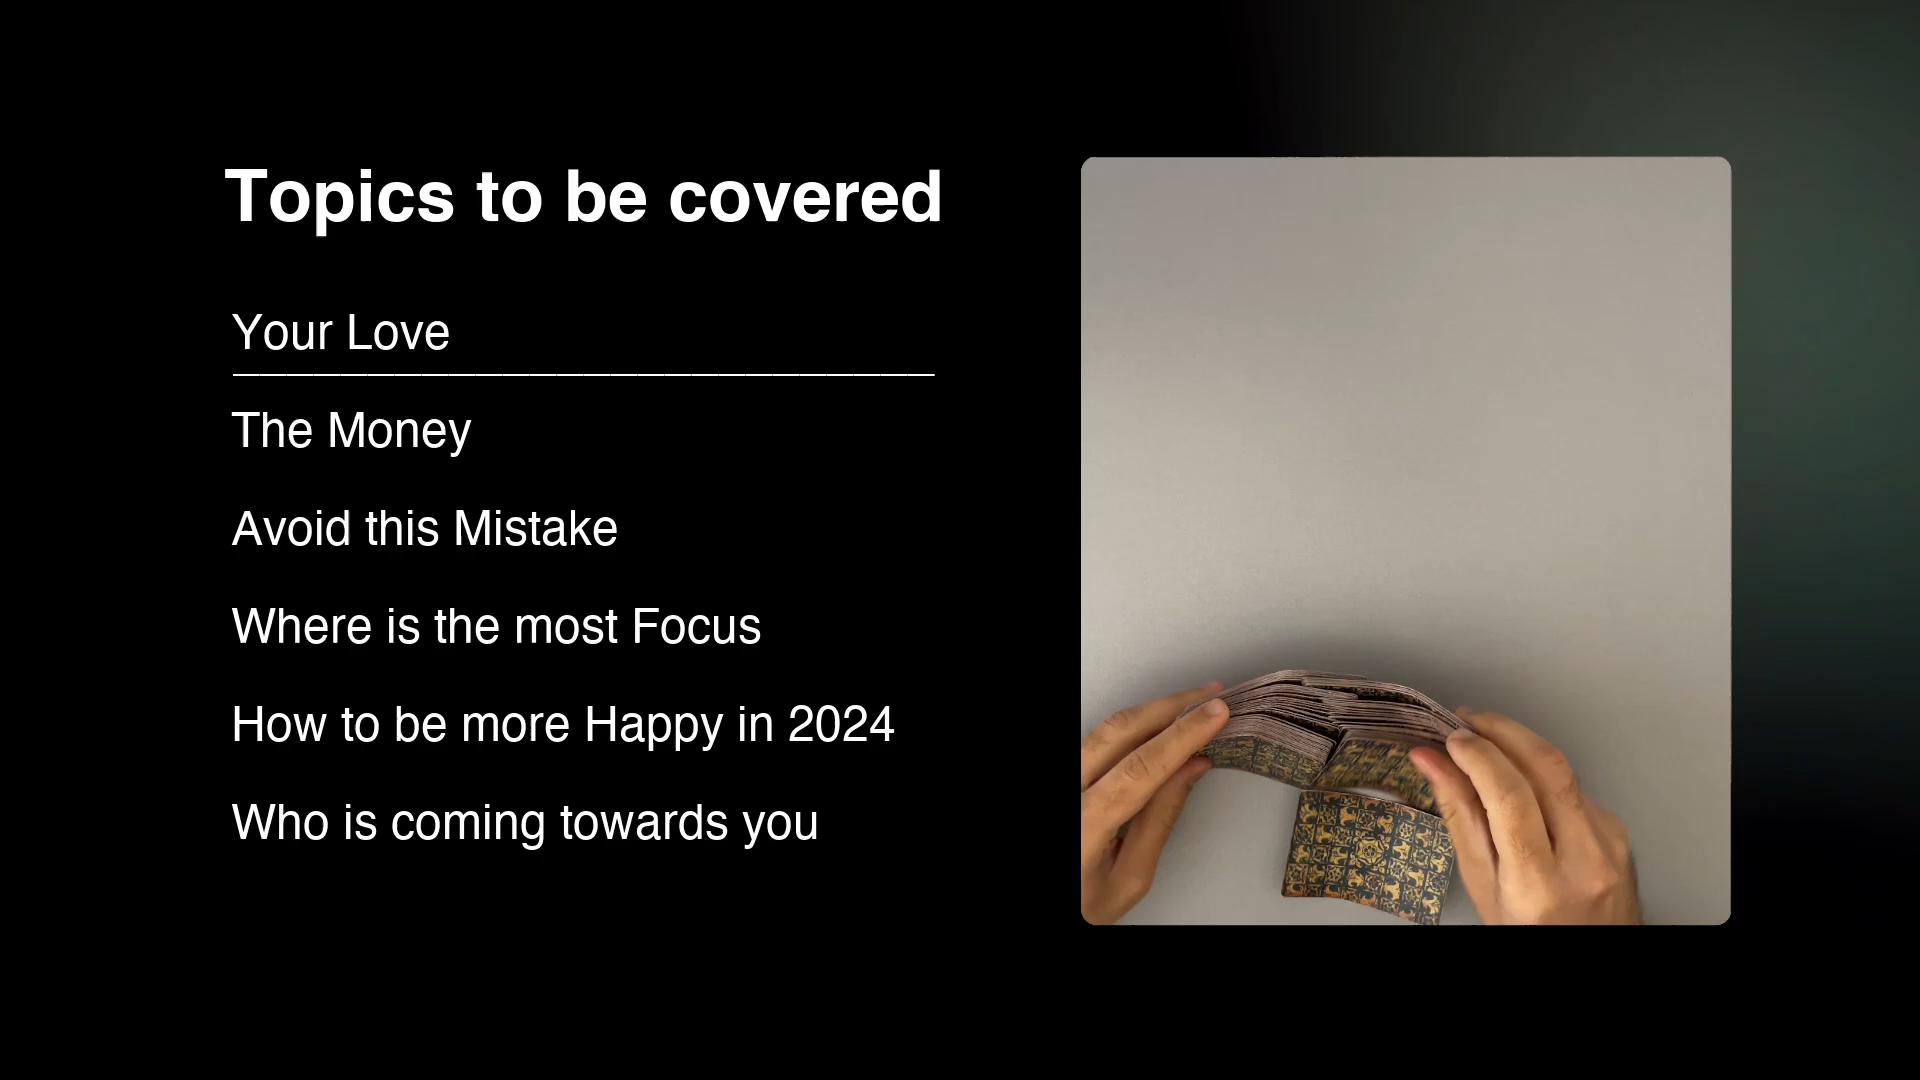 Topics to be covered
Your Love
The Money
Avoid this Mistake
Where is the most Focus
How to be more Happy in 2024
Who is coming towards you